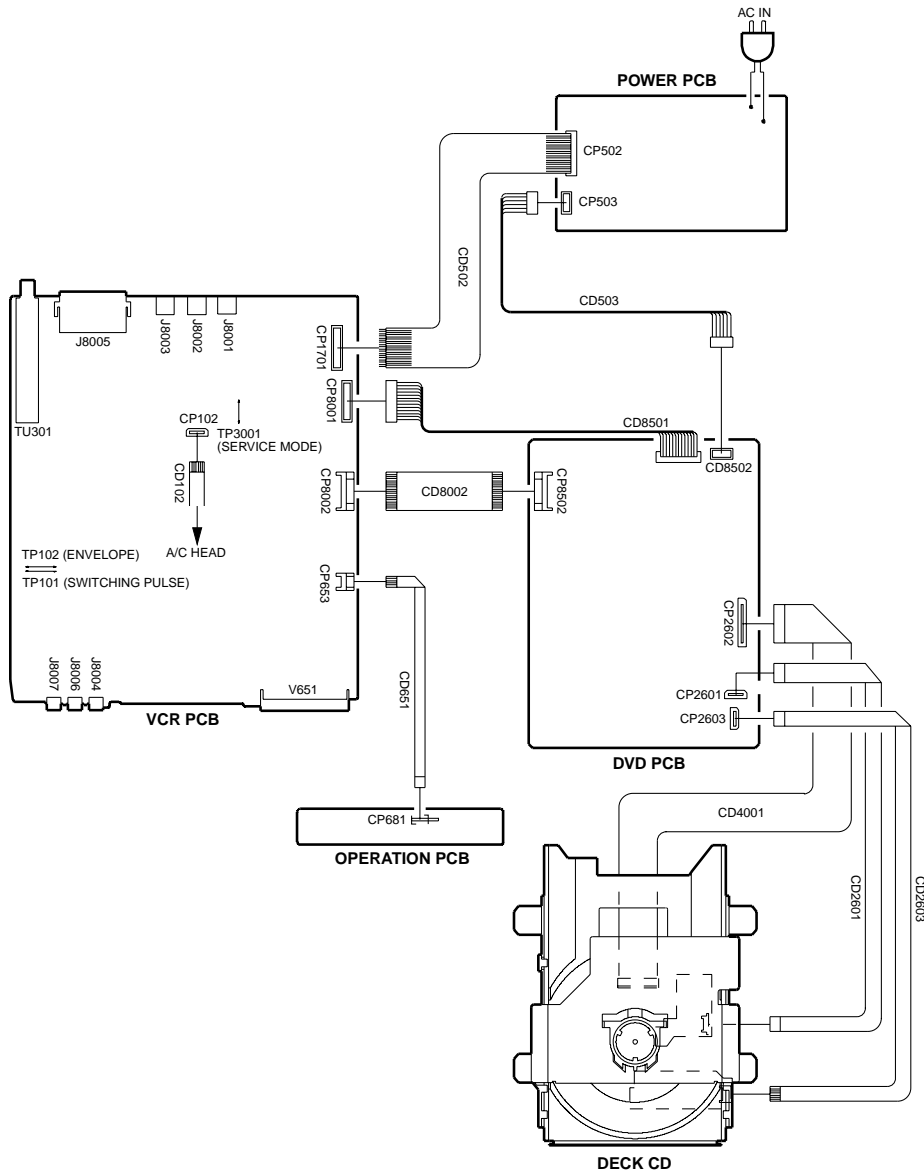 AC IN
POWER PCB
CP502
CP503
CD502
CD503
J8005
J8003
J8002
J8001
CP1701
CP8001
TU301
CP102
TP3001
(SERVICE MODE)
CD102
CD8501
CD8502
CP8002
CD8002
CP8502
A/C HEAD
TP102 (ENVELOPE)
TP101 (SWITCHING PULSE)
CP653
CP2602
J8007
J8006
J8004
V651
CD651
CP2601
CP2603
VCR PCB
DVD PCB
CP681
CD4001
OPERATION PCB
CD2601
CD2603
DECK CD